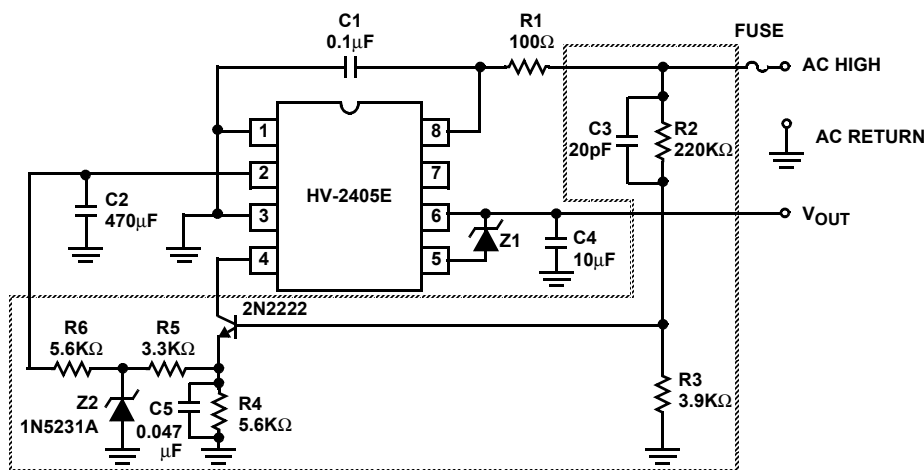 C1
0.1μF
R1
100Ω
FUSE
AC HIGH
1
8
C3
20pF
R2
220KΩ
AC RETURN
2
7
HV-2405E
C2
470μF
3
6
VOUT
Z1
C4
10μF
4
5
2N2222
R6
5.6KΩ
R5
3.3KΩ
R3
3.9KΩ
Z2
1N5231A
C5
0.047
μF
R4
5.6KΩ